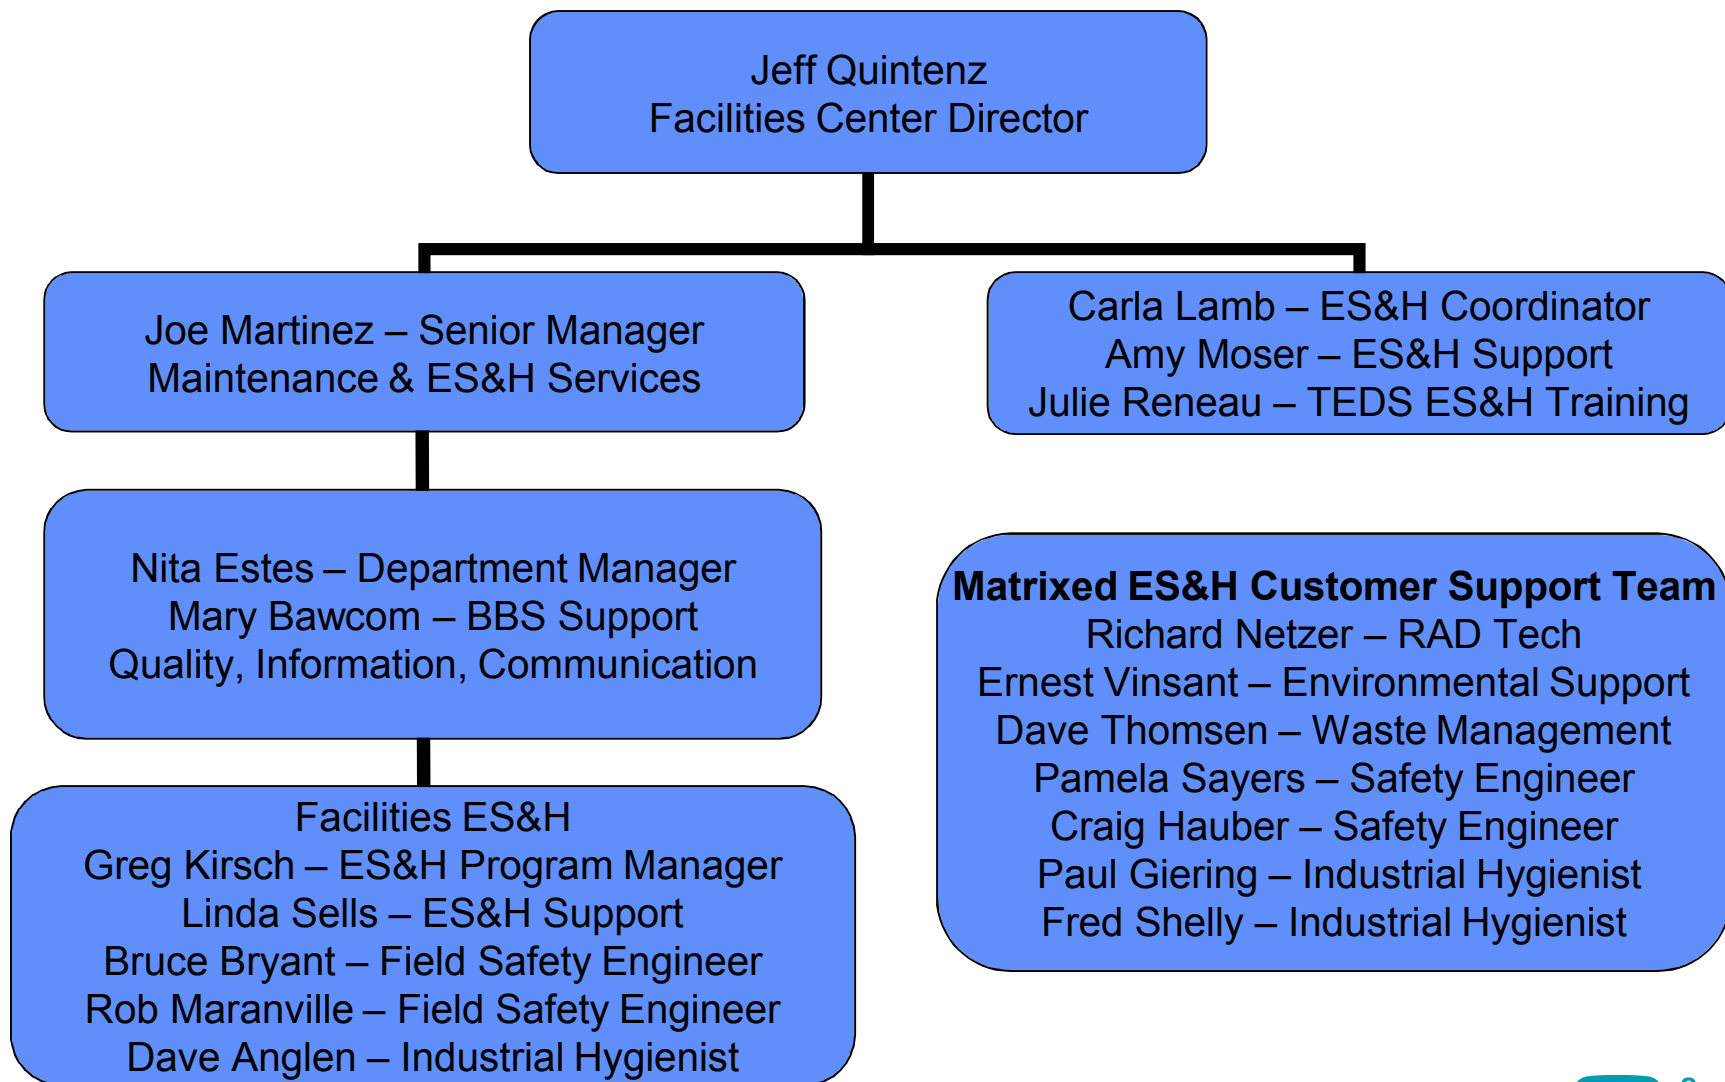 Jeff Quintenz
Facilities Center Director
Joe Martinez – Senior Manager
Maintenance & ES&H Services
Carla Lamb – ES&H Coordinator
Amy Moser – ES&H Support
Julie Reneau – TEDS ES&H Training
Nita Estes – Department Manager
Mary Bawcom – BBS Support
Quality, Information, Communication
Matrixed ES&H Customer Support Team
Richard Netzer – RAD Tech
Ernest Vinsant – Environmental Support
Dave Thomsen – Waste Management
Pamela Sayers – Safety Engineer
Craig Hauber – Safety Engineer
Paul Giering – Industrial Hygienist
Fred Shelly – Industrial Hygienist
Facilities ES&H
Greg Kirsch – ES&H Program Manager
Linda Sells – ES&H Support
Bruce Bryant – Field Safety Engineer
Rob Maranville – Field Safety Engineer
Dave Anglen – Industrial Hygienist